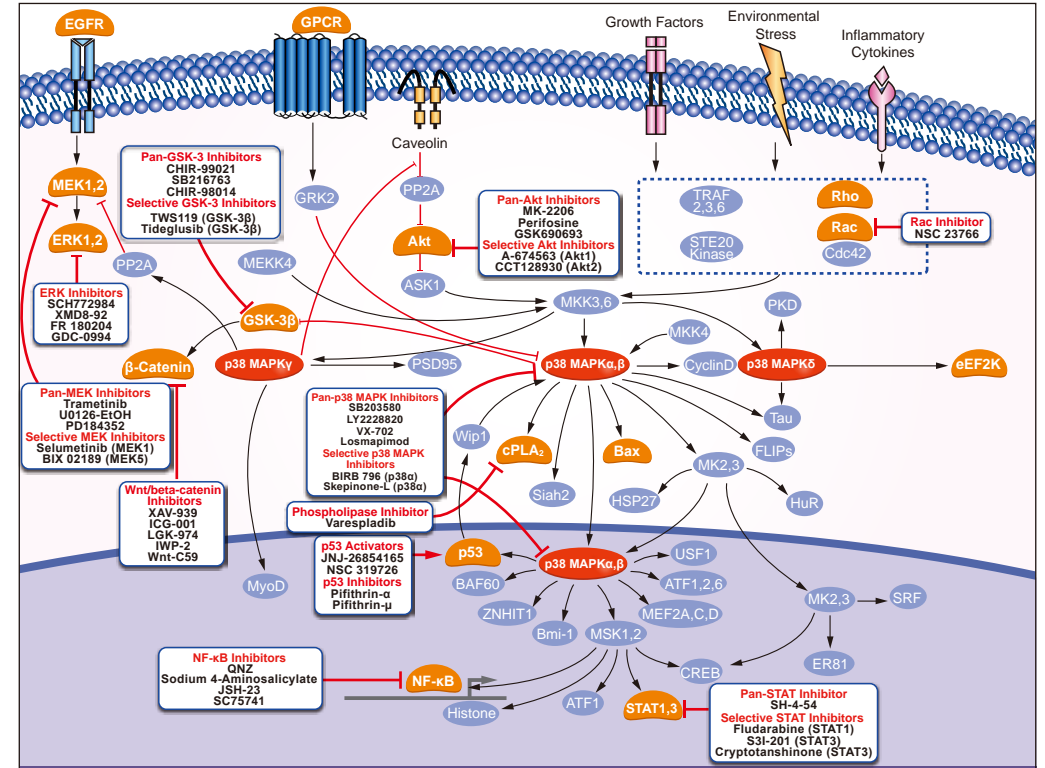 EGFR
GPCR
Growth Factors
Environmental
Stress
Inflammatory
Cytokines
Caveolin
Pan-GSK-3 Inhibitors
CHIR-99021
SB216763
CHIR-98014
Selective GSK-3 Inhibitors
TWS119 (GSK-3β)
Tideglusib (GSK-3β)
MEK1,2
GRK2
PP2A
Pan-Akt Inhibitors
MK-2206
Perifosine
GSK690693
Selective Akt Inhibitors
A-674563 (Akt1)
CCT128930 (Akt2)
TRAF
2,3,6
Rho
Rac
Rac Inhibitor
NSC 23766
STE20
Kinase
Cdc42
ERK1,2
Akt
PP2A
MEKK4
ASK1
ERK Inhibitors
SCH772984
XMD8-92
FR 180204
GDC-0994
MKK3,6
PKD
GSK-3β
MKK4
β-Catenin
p38 MAPKγ
PSD95
p38 MAPKα,β
CyclinD
p38 MAPKδ
eEF2K
Pan-MEK Inhibitors
Trametinib
U0126-EtOH
PD184352
Selective MEK Inhibitors
Selumetinib (MEK1)
BIX 02189 (MEK5)
Pan-p38 MAPK Inhibitors
SB203580
LY2228820
VX-702
Losmapimod
Selective p38 MAPK
Inhibitors
BIRB 796 (p38α)
Skepinone-L (p38α)
Wip1
cPLA2
Bax
Tau
FLIPs
MK2,3
Siah2
HSP27
HuR
Wnt/beta-catenin
Inhibitors
XAV-939
ICG-001
LGK-974
IWP-2
Wnt-C59
Phospholipase Inhibitor
Varespladib
p53 Activators
JNJ-26854165
NSC 319726
p53 Inhibitors
Pifithrin-α
Pifithrin-μ
p53
p38 MAPKα,β
USF1
MyoD
BAF60
ATF1,2,6
ZNHIT1
MEF2A,C,D
MK2,3
SRF
Bmi-1
MSK1,2
ER81
CREB
NF-κB Inhibitors
QNZ
Sodium 4-Aminosalicylate
JSH-23
SC75741
NF-κB
Histone
ATF1
STAT1,3
Pan-STAT Inhibitor
SH-4-54
Selective STAT Inhibitors
Fludarabine (STAT1)
S3I-201 (STAT3)
Cryptotanshinone (STAT3)